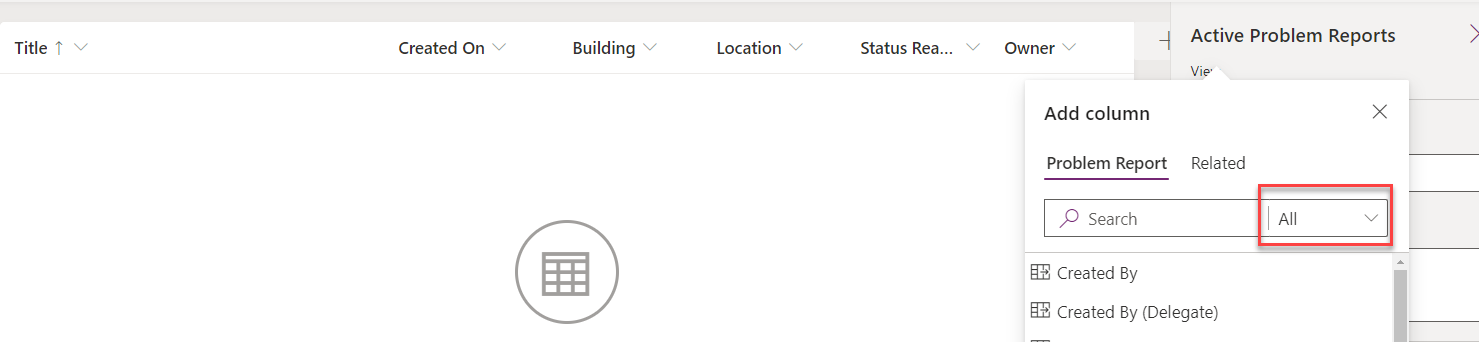 Title Created On Building Location Status Rea... Owner
Active Problem Reports
Add column
Problem Report Related
Search All
Created By
Created By (Delegate)